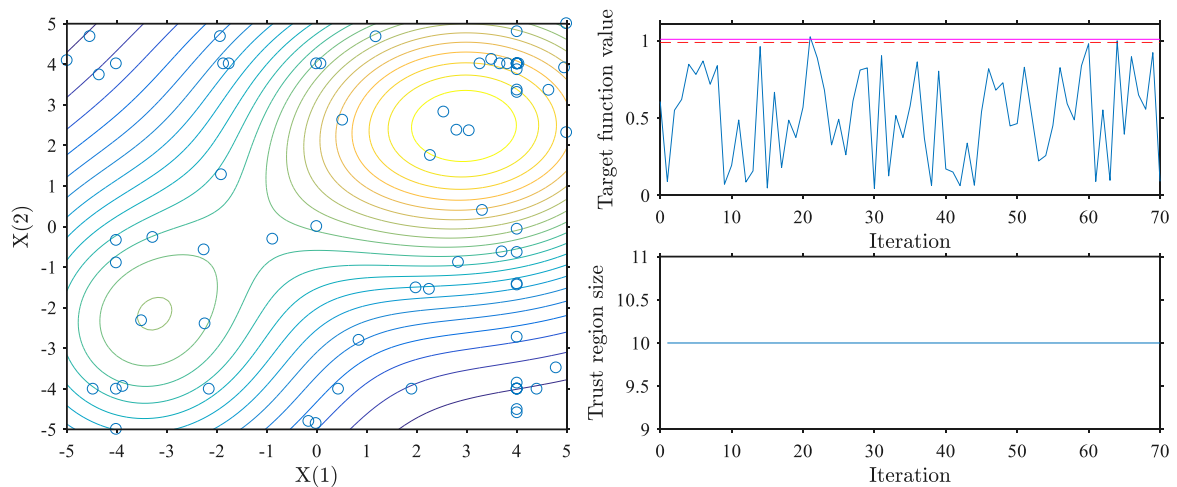 5
4
3
2
1
0
-1
-2
-3
-4
-5
X(2)
-5 -4 -3 -2 -1 0 1 2 3 4 5
X(1)
Target function value
1
0.5
0
0 10 20 30 40 50 60 70
Iteration
Trust region size
11
10.5
10
9.5
9
0 10 20 30 40 50 60 70
Iteration